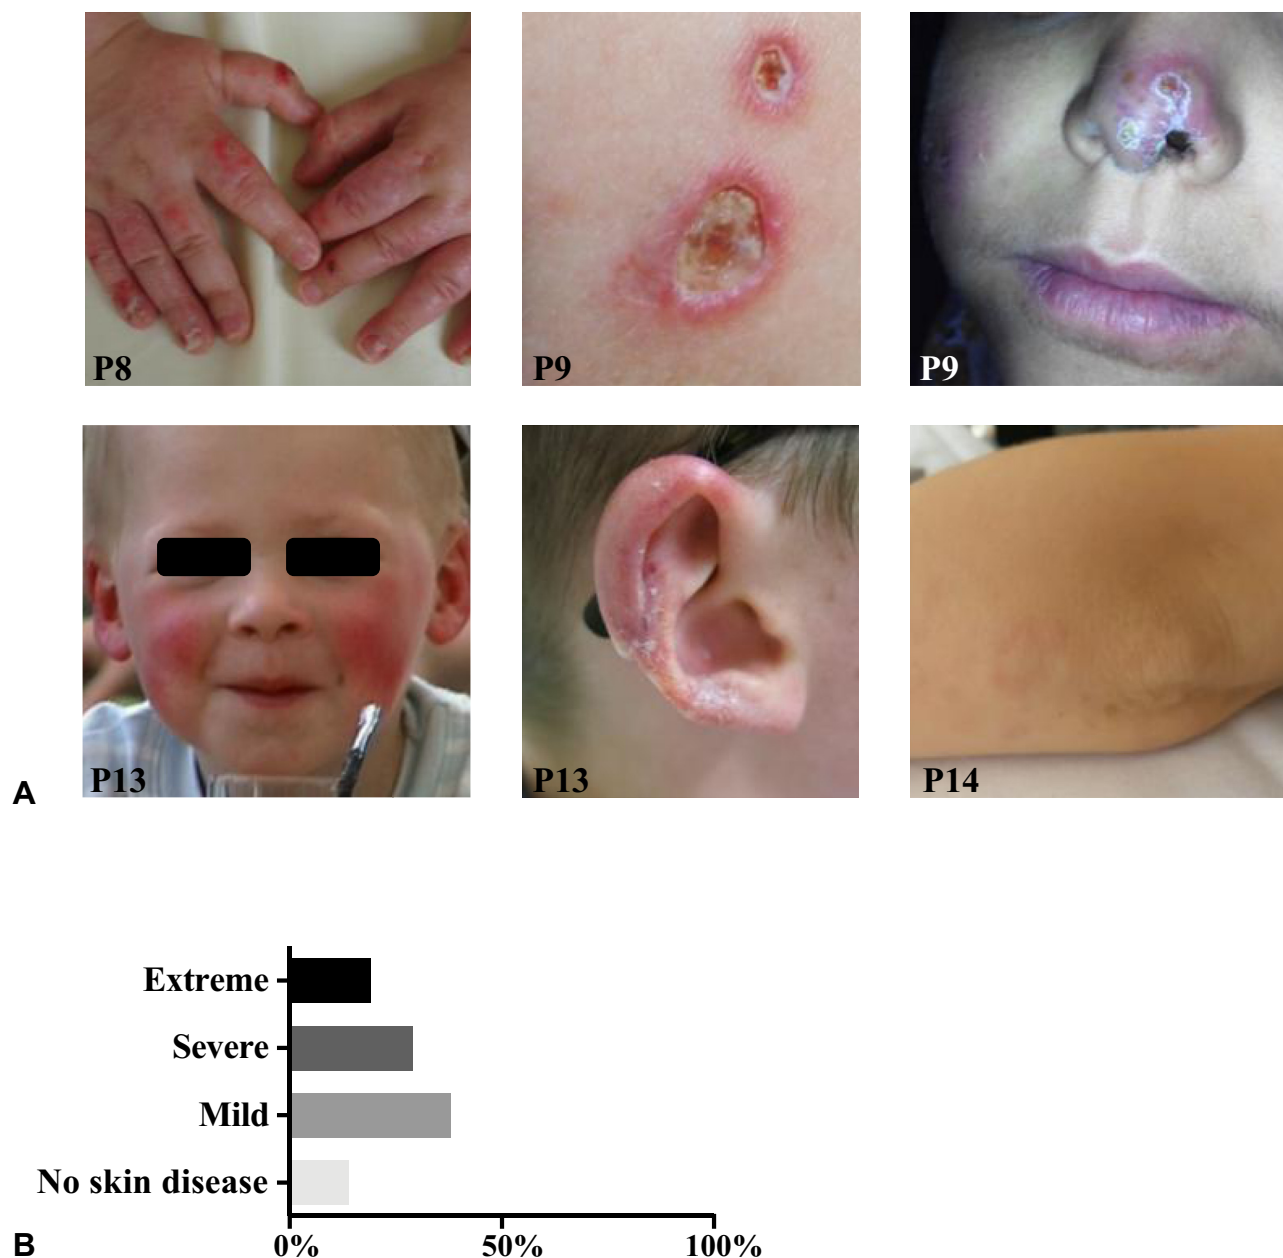 P8
P9
P9
P13
P13
P14
A
Extreme
Severe
Mild
No skin disease
0%
50%
100%
B